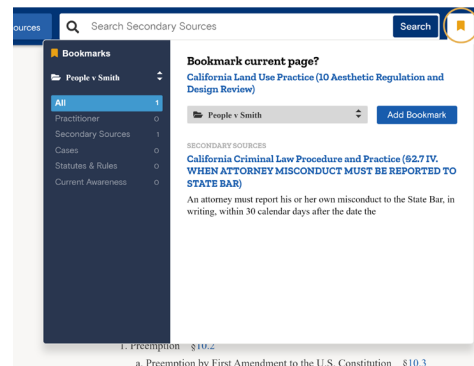 ources
Search Secondary Sources
Search
Bookmarks
People v Smith
All 1
Practitioner 0
Secondary Sources 1
Cases 0
Statutes & Rules 0
Current Awareness 0
Bookmark current page?
California Land Use Practice (10 Aesthetic Regulation and
Design Review)
People v Smith
Add Bookmark
SECONDARY SOURCES
California Criminal Law Procedure and Practice (§2.7 IV.
WHEN ATTORNEY MISCONDUCT MUST BE REPORTED TO
STATE BAR)
An attorney must report his or her own misconduct to the State Bar, in
writing, within 30 calendar days after the date the
1. Preemption §10.2
a. Preemption by First Amendment to the U.S. Constitution §10.3